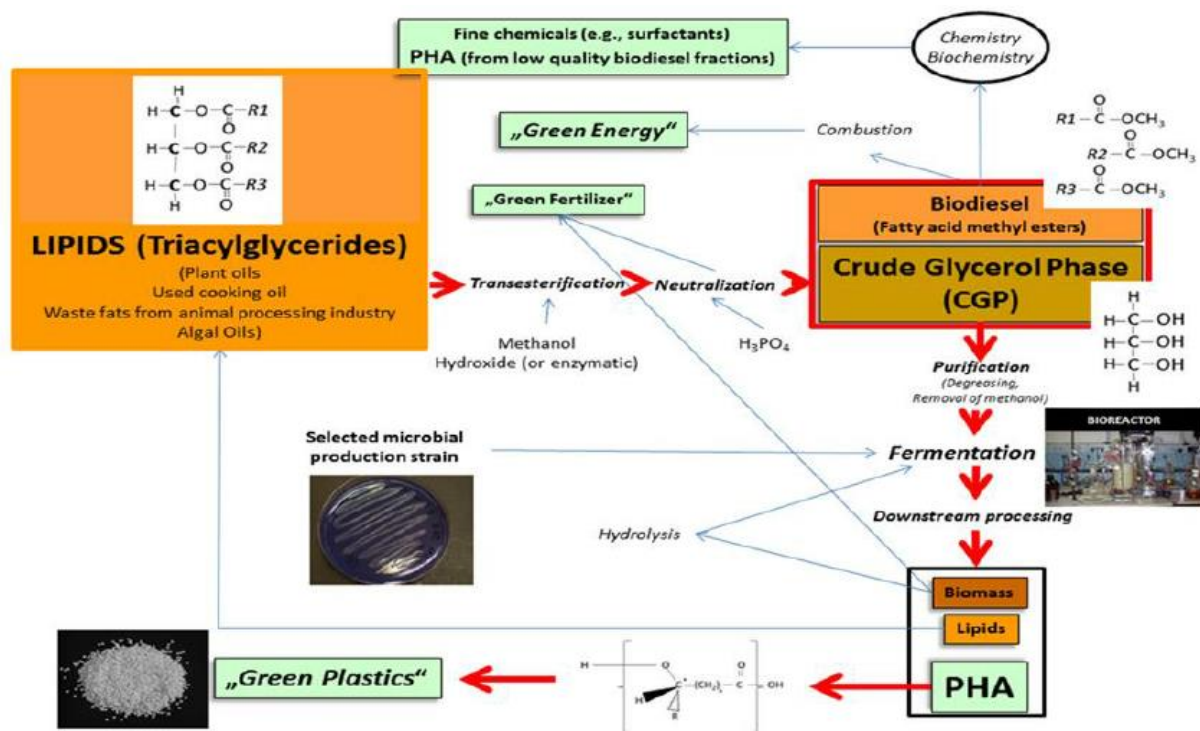 Fine chemicals (e.g., surfactants)
PHA (from low quality biodiesel fractions)
Chemistry
Biochemistry
H
H–C–O–C–R1
O
H–C–O–C–R2
O
H–C–O–C–R3
H O
LIPIDS (Triacylglycerides)
(Plant oils
Used cooking oil
Waste fats from animal processing industry
Algal Oils)
„Green Energy“
Combustion
O
R1–C–OCH₃
O
R2–C–OCH₃
O
R3–C–OCH₃
„Green Fertilizer“
Biodiesel
(Fatty acid methyl esters)
Crude Glycerol Phase
(CGP)
Transesterification
Neutralization
Methanol
Hydroxide (or enzymatic)
H₃PO₄
H
H–C–OH
H–C–OH
H–C–OH
H
Purification
(Degreasing,
Removal of methanol)
BIOREACTOR
Selected microbial
production strain
Fermentation
Downstream processing
Hydrolysis
Biomass
Lipids
PHA
„Green Plastics“
H
O
O
C
C
OH
H
R